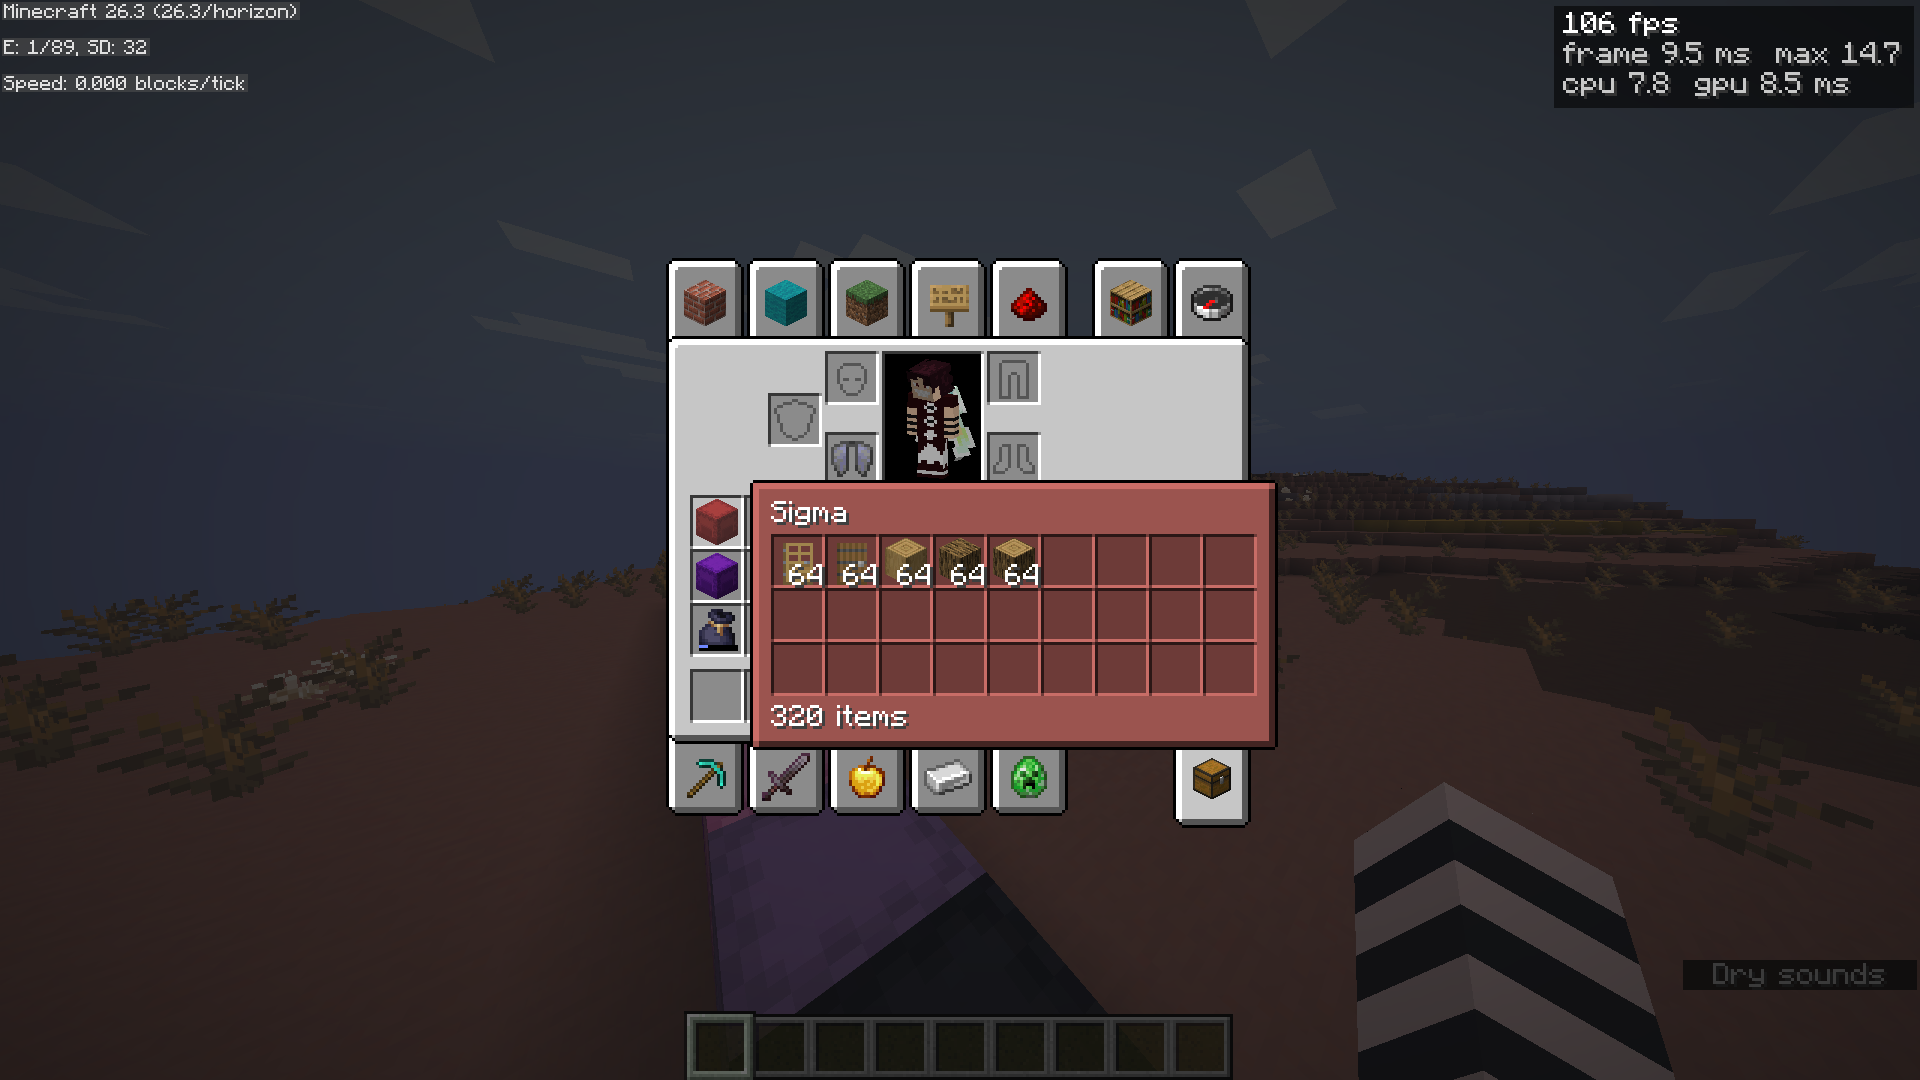 Minecraft 26.3 (26.3/horizon)
E: 1/89, SD: 32
Speed: 0.000 blocks/tick
106 fps
frame 9.5 ms max 14.7
cpu 7.8 gpu 8.5 ms
Sigma
64 64 64 64 64
320 items
Dry sounds